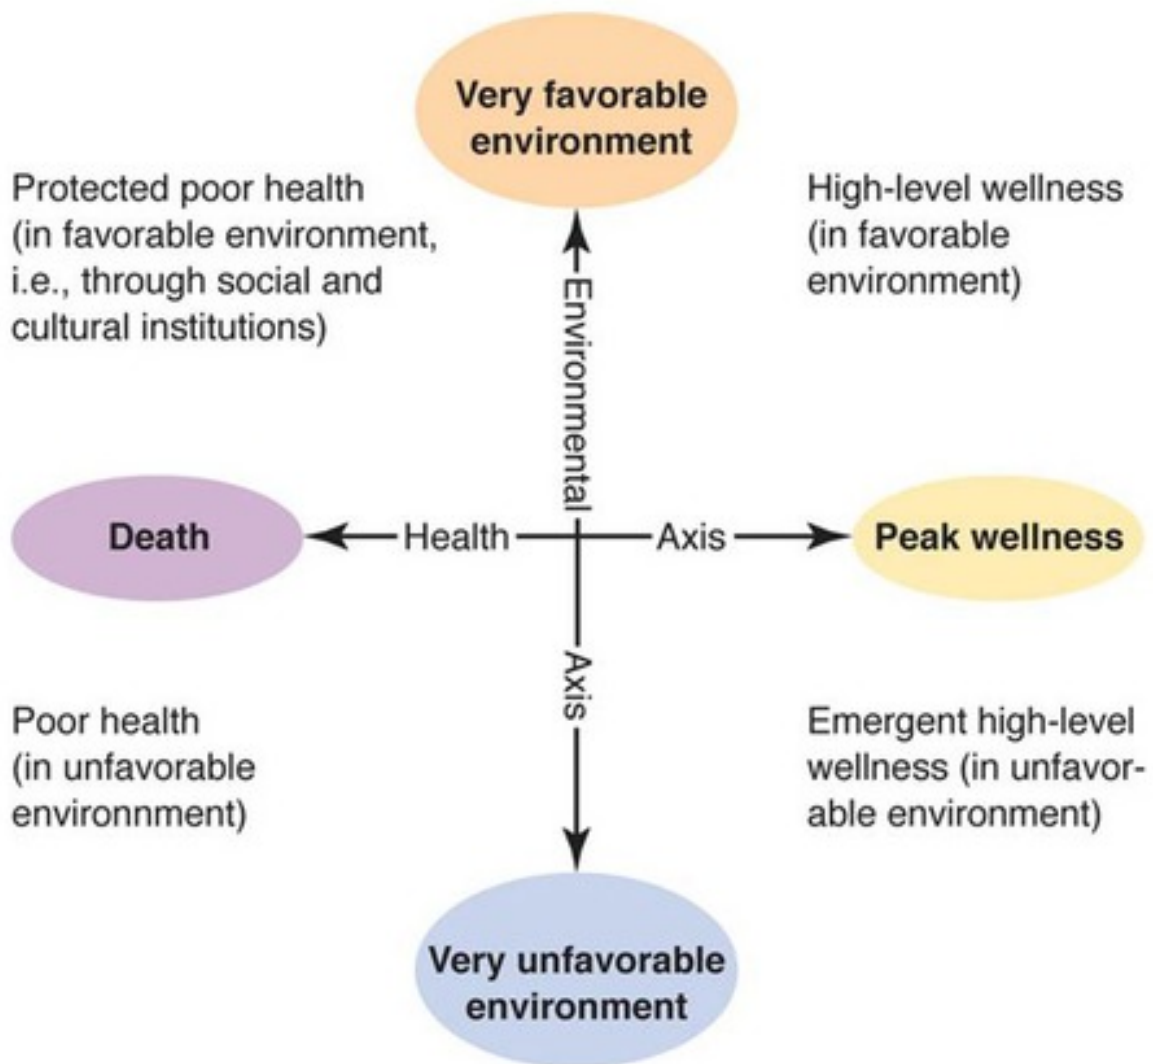 Very favorable
environment
Protected poor health
(in favorable environment,
i.e., through social and
cultural institutions)
High-level wellness
(in favorable
environment)
Environmental
Death
Health
Axis
Peak wellness
Axis
Poor health
(in unfavorable
environnment)
Emergent high-level
wellness (in unfavor-
able environment)
Very unfavorable
environment